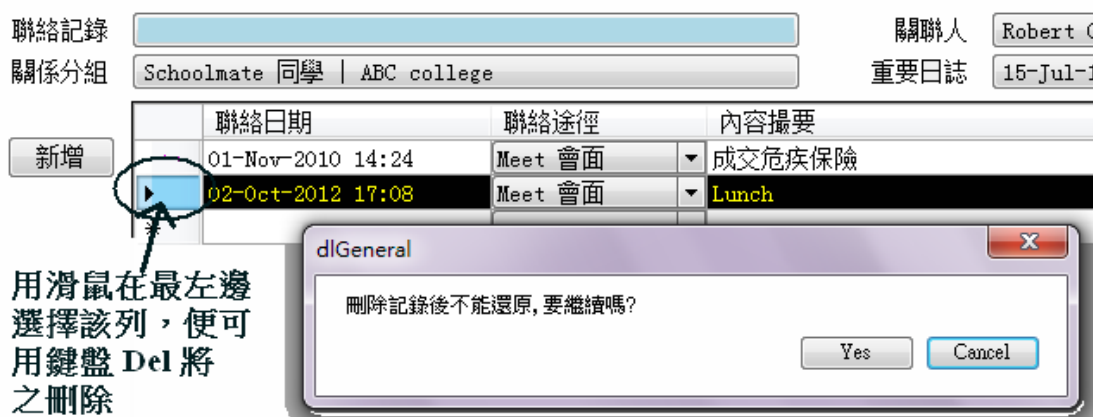 聯絡記錄 關聯人 Robert
關係分組 Schoolmate 同學 | ABC college 重要日誌 15-Jul-1
聯絡日期 聯絡途徑 內容撮要
新增 01-Nov-2010 14:24 Meet 會面 成交危疾保險
02-Oct-2012 17:08 Meet 會面 Lunch
dlGeneral
用滑鼠在最左邊
選擇該列，便可
用鍵盤 Del 將
之刪除
刪除記錄後不能還原,要繼續嗎?
Yes Cancel